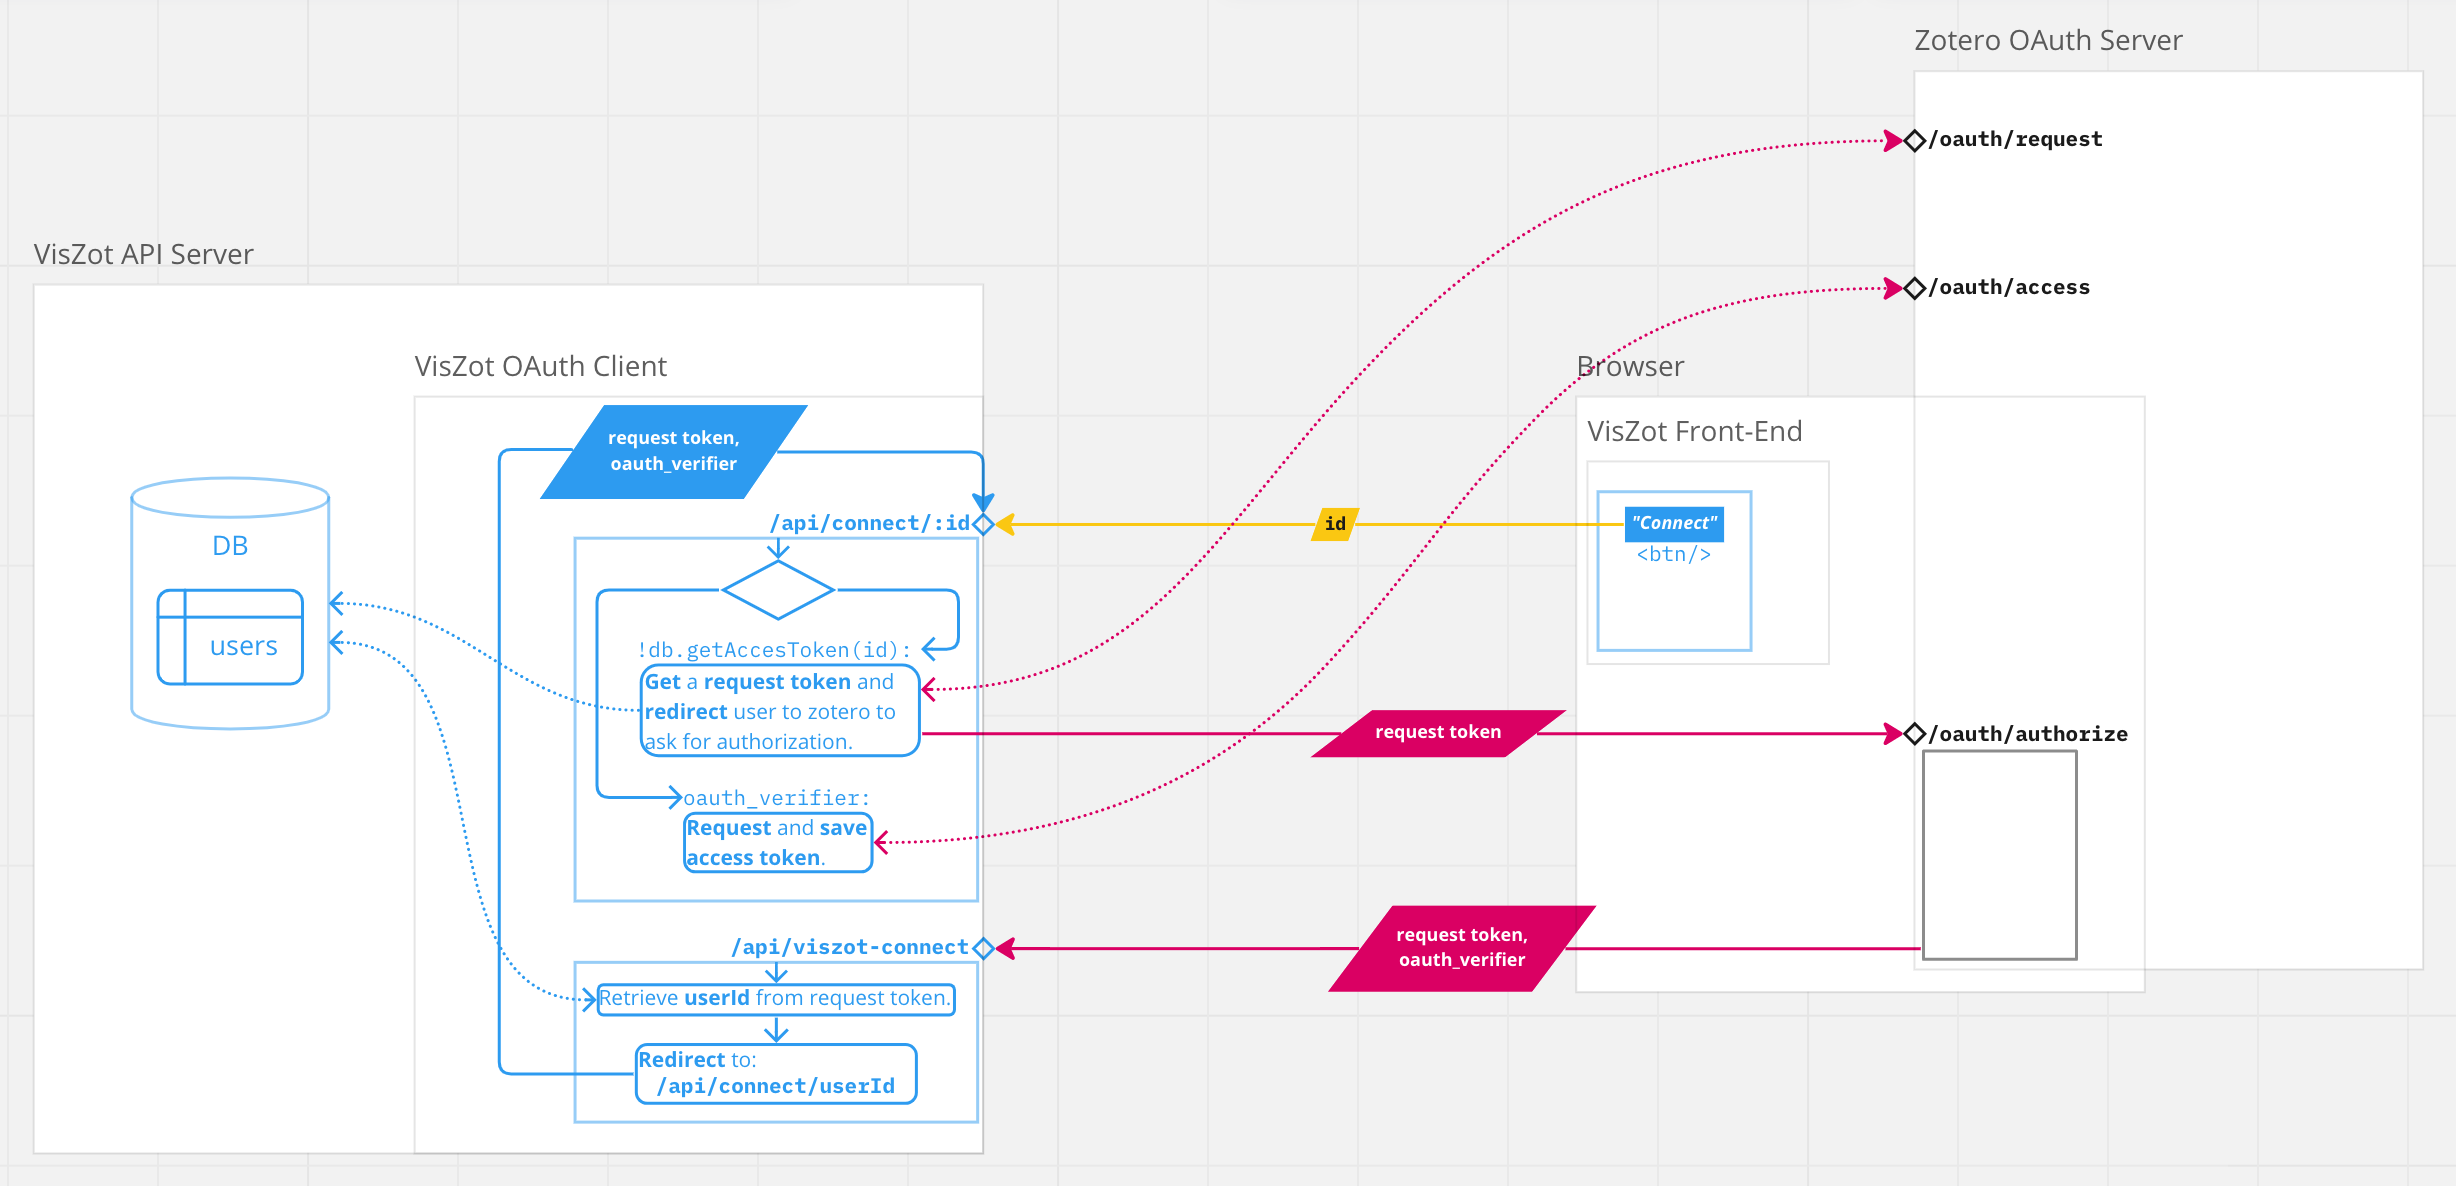 Zotero OAuth Server
/oauth/request
VisZot API Server
/oauth/access
VisZot OAuth Client
Browser
request token,
oauth_verifier
VisZot Front-End
/api/connect/:id
id
"Connect"
<btn/>
DB
users
!db.getAccesToken(id):
Get a request token and
redirect user to zotero to
ask for authorization.
request token
/oauth/authorize
oauth_verifier:
Request and save
access token.
/api/viszot-connect
request token,
oauth_verifier
Retrieve userId from request token.
Redirect to:
/api/connect/userId